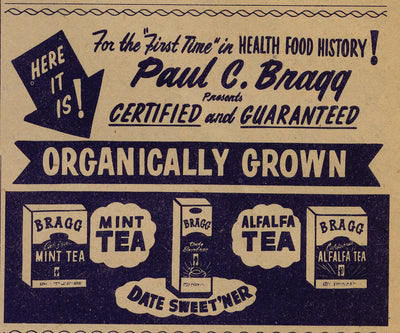 HERE
IT
IS!
For the "first Time" in HEALTH FOOD HISTORY!
Paul C. Bragg
Presents
CERTIFIED and GUARANTEED
ORGANICALLY GROWN
BRAGG
MINT TEA
MINT
TEA
BRAGG
Date
ALFALFA
TEA
BRAGG
ALFALFA TEA
DATE SWEET'NER